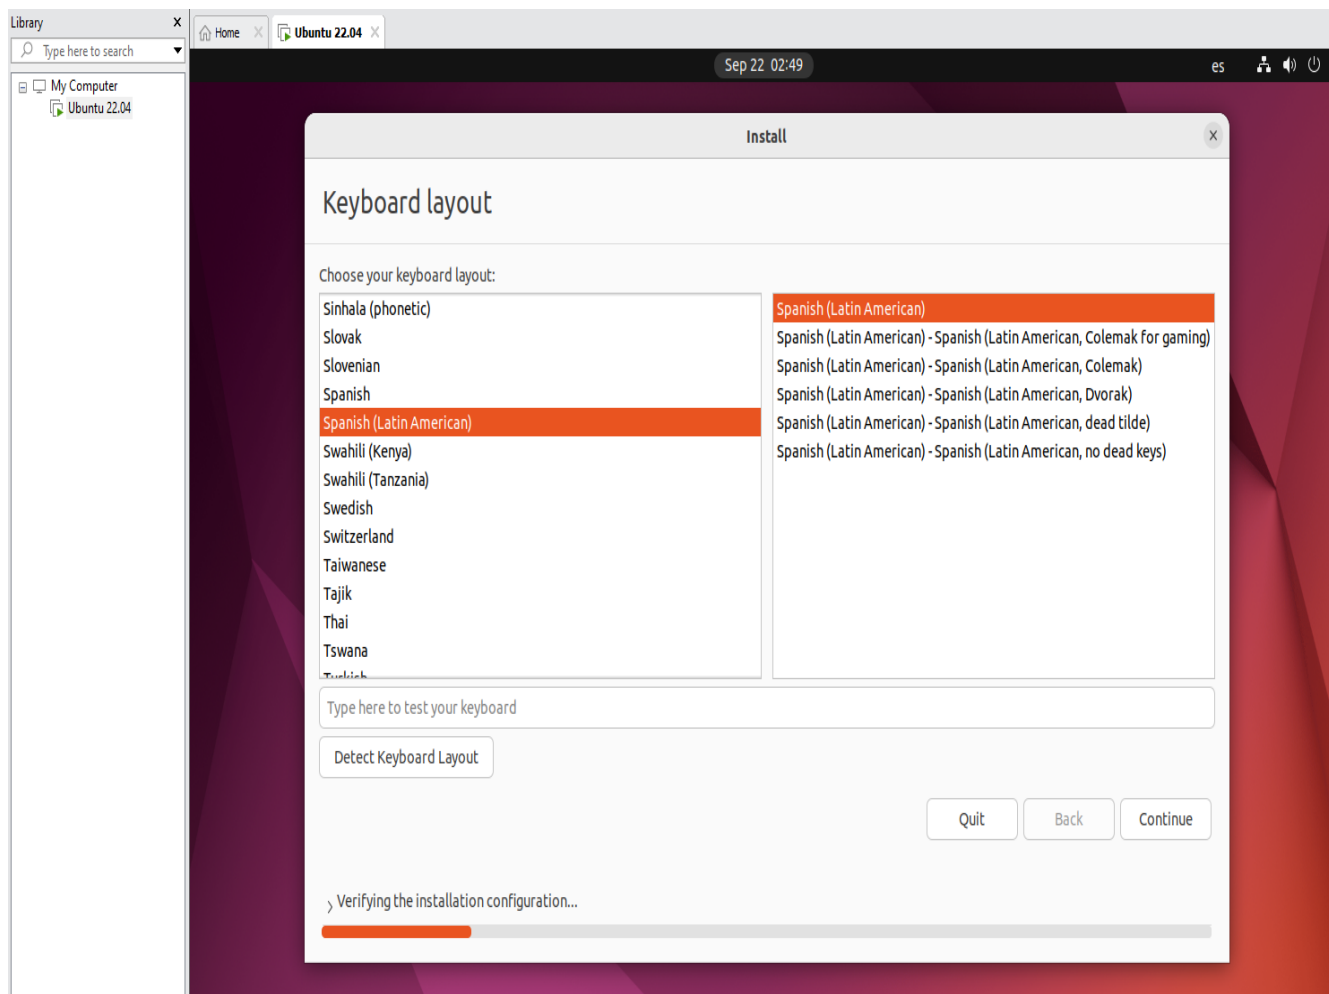 Library
Type here to search
My Computer
Ubuntu 22.04
Home
Ubuntu 22.04
Sep 22 02:49
es
Install
Keyboard layout
Choose your keyboard layout:
Sinhala (phonetic)
Slovak
Slovenian
Spanish
Spanish (Latin American)
Swahili (Kenya)
Swahili (Tanzania)
Swedish
Switzerland
Taiwanese
Tajik
Thai
Tswana
Turkish
Spanish (Latin American)
Spanish (Latin American) - Spanish (Latin American, Colemak for gaming)
Spanish (Latin American) - Spanish (Latin American, Colemak)
Spanish (Latin American) - Spanish (Latin American, Dvorak)
Spanish (Latin American) - Spanish (Latin American, dead tilde)
Spanish (Latin American) - Spanish (Latin American, no dead keys)
Type here to test your keyboard
Detect Keyboard Layout
Quit
Back
Continue
Verifying the installation configuration...